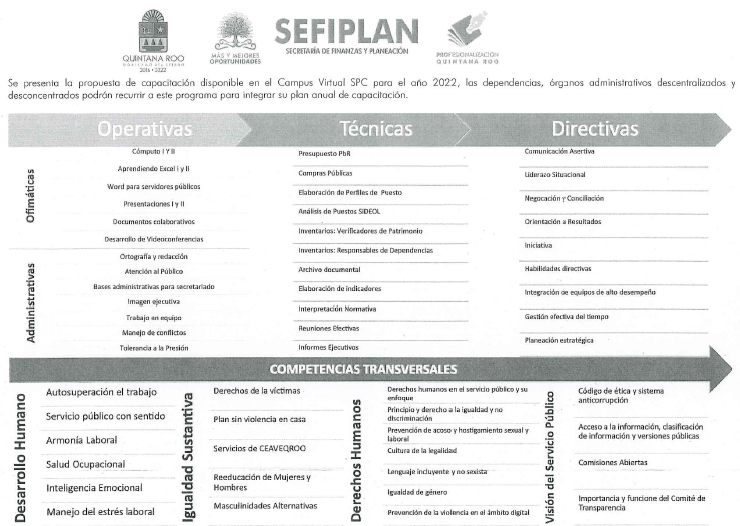 QUINTANA ROO
GOBIERNO DEL ESTADO
2016 • 2022
MÁS Y MEJORES
OPORTUNIDADES
SEFIPLAN
SECRETARÍA DE FINANZAS Y PLANEACIÓN
PROFESIONALIZACIÓN
QUINTANA ROO
Se presenta la propuesta de capacitación disponible en el Campus Virtual SPC para el año 2022, las dependencias, órganos administrativos descentralizados y
desconcentrados podrán recurrir a este programa para integrar su plan anual de capacitación.
Operativas
Técnicas
Directivas
Ofimáticas
Cómputo I Y II
Aprendiendo Excel I y II
Word para servidores públicos
Presentaciones I y II
Documentos colaborativos
Desarrollo de Videoconferencias
Administrativas
Ortografía y redacción
Atención al Público
Bases administrativas para secretariado
Imagen ejecutiva
Trabajo en equipo
Manejo de conflictos
Tolerancia a la Presión
Presupuesto PbR
Compras Públicas
Elaboración de Perfiles de Puesto
Análisis de Puestos SIDEOL
Inventarios: Verificadores de Patrimonio
Inventarios: Responsables de Dependencias
Archivo documental
Elaboración de indicadores
Interpretación Normativa
Reuniones Efectivas
Informes Ejecutivos
Comunicación Asertiva
Liderazo Situacional
Negocación y Conciliación
Orientación a Resultados
Iniciativa
Habilidades directivas
Integración de equipos de alto desempeño
Gestión efectiva del tiempo
Planeación estratégica
COMPETENCIAS TRANSVERSALES
Desarrollo Humano
Autosuperación el trabajo
Servicio público con sentido
Armonía Laboral
Salud Ocupacional
Inteligencia Emocional
Manejo del estrés laboral
Igualdad Sustantiva
Derechos de la víctimas
Plan sin violencia en casa
Servicios de CEAVEQROO
Reeducación de Mujeres y
Hombres
Masculinidades Alternativas
Derechos Humanos
Derechos humanos en el servicio público y su
enfoque
Principio y derecho a la igualdad y no
discriminación
Prevención de acoso y hostigamiento sexual y
laboral
Cultura de la legalidad
Lenguaje incluyente y no sexista
Igualdad de género
Prevención de la violencia en el ámbito digital
Visión del Servicio Público
Código de ética y sistema
anticorrupción
Acceso a la información, clasificación
de información y versiones públicas
Comisiones Abiertas
Importancia y funcione del Comité de
Transparencia